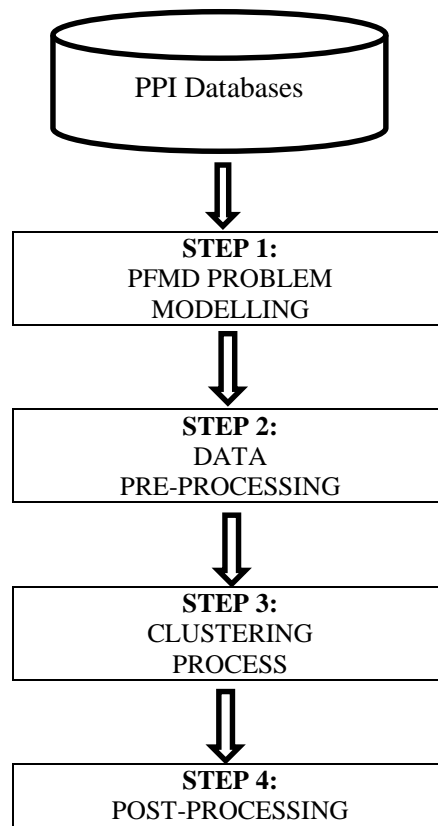 PPI Databases
STEP 1:
PFMD PROBLEM
MODELLING
STEP 2:
DATA
PRE-PROCESSING
STEP 3:
CLUSTERING
PROCESS
STEP 4:
POST-PROCESSING